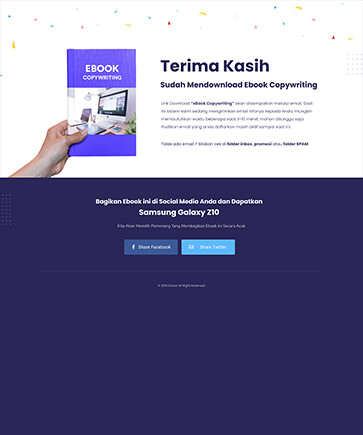 EBOOK
COPYWRITING
Terima Kasih
Sudah Mendownload Ebook Copywriting
Link Download "eBook Copywriting" akan disampaikan melalui email. Saat
ini sistem kami sedang mengirimkan email infonya kepada Anda, mungkin
membutuhkan waktu beberapa saat 3-10 menit, mohon ditunggu saja.
Pastikan email yang anda daftarkan masih aktif sampai saat ini.
Tidak ada email ? Silakan cek di folder inbox, promosi atau folder SPAM
Bagikan Ebook ini di Social Media Anda dan Dapatkan
Samsung Galaxy Z10
Kita Akan Memilih Pemenang Yang Membagikan Ebook ini Secara Acak
Share Facebook
Share Twitter
All Right Reserved